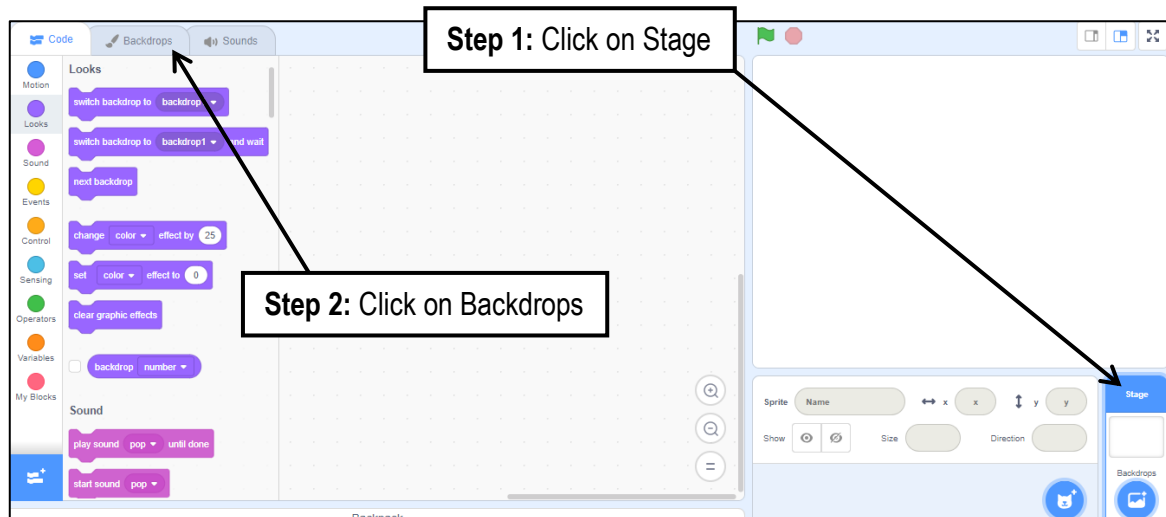 Code
Backdrops
Sounds
Step 1: Click on Stage
Motion
Looks
Sound
Events
Control
Sensing
Operators
Variables
My Blocks
Looks
switch backdrop to
switch backdrop to backdrop1 and wait
next backdrop
change color effect by 25
set color effect to 0
clear graphic effects
backdrop number
Sound
play sound pop until done
start sound pop
Step 2: Click on Backdrops
Sprite Name x x y y
Show Size Direction
Stage
Backdrops